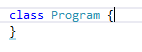 class Program {
}